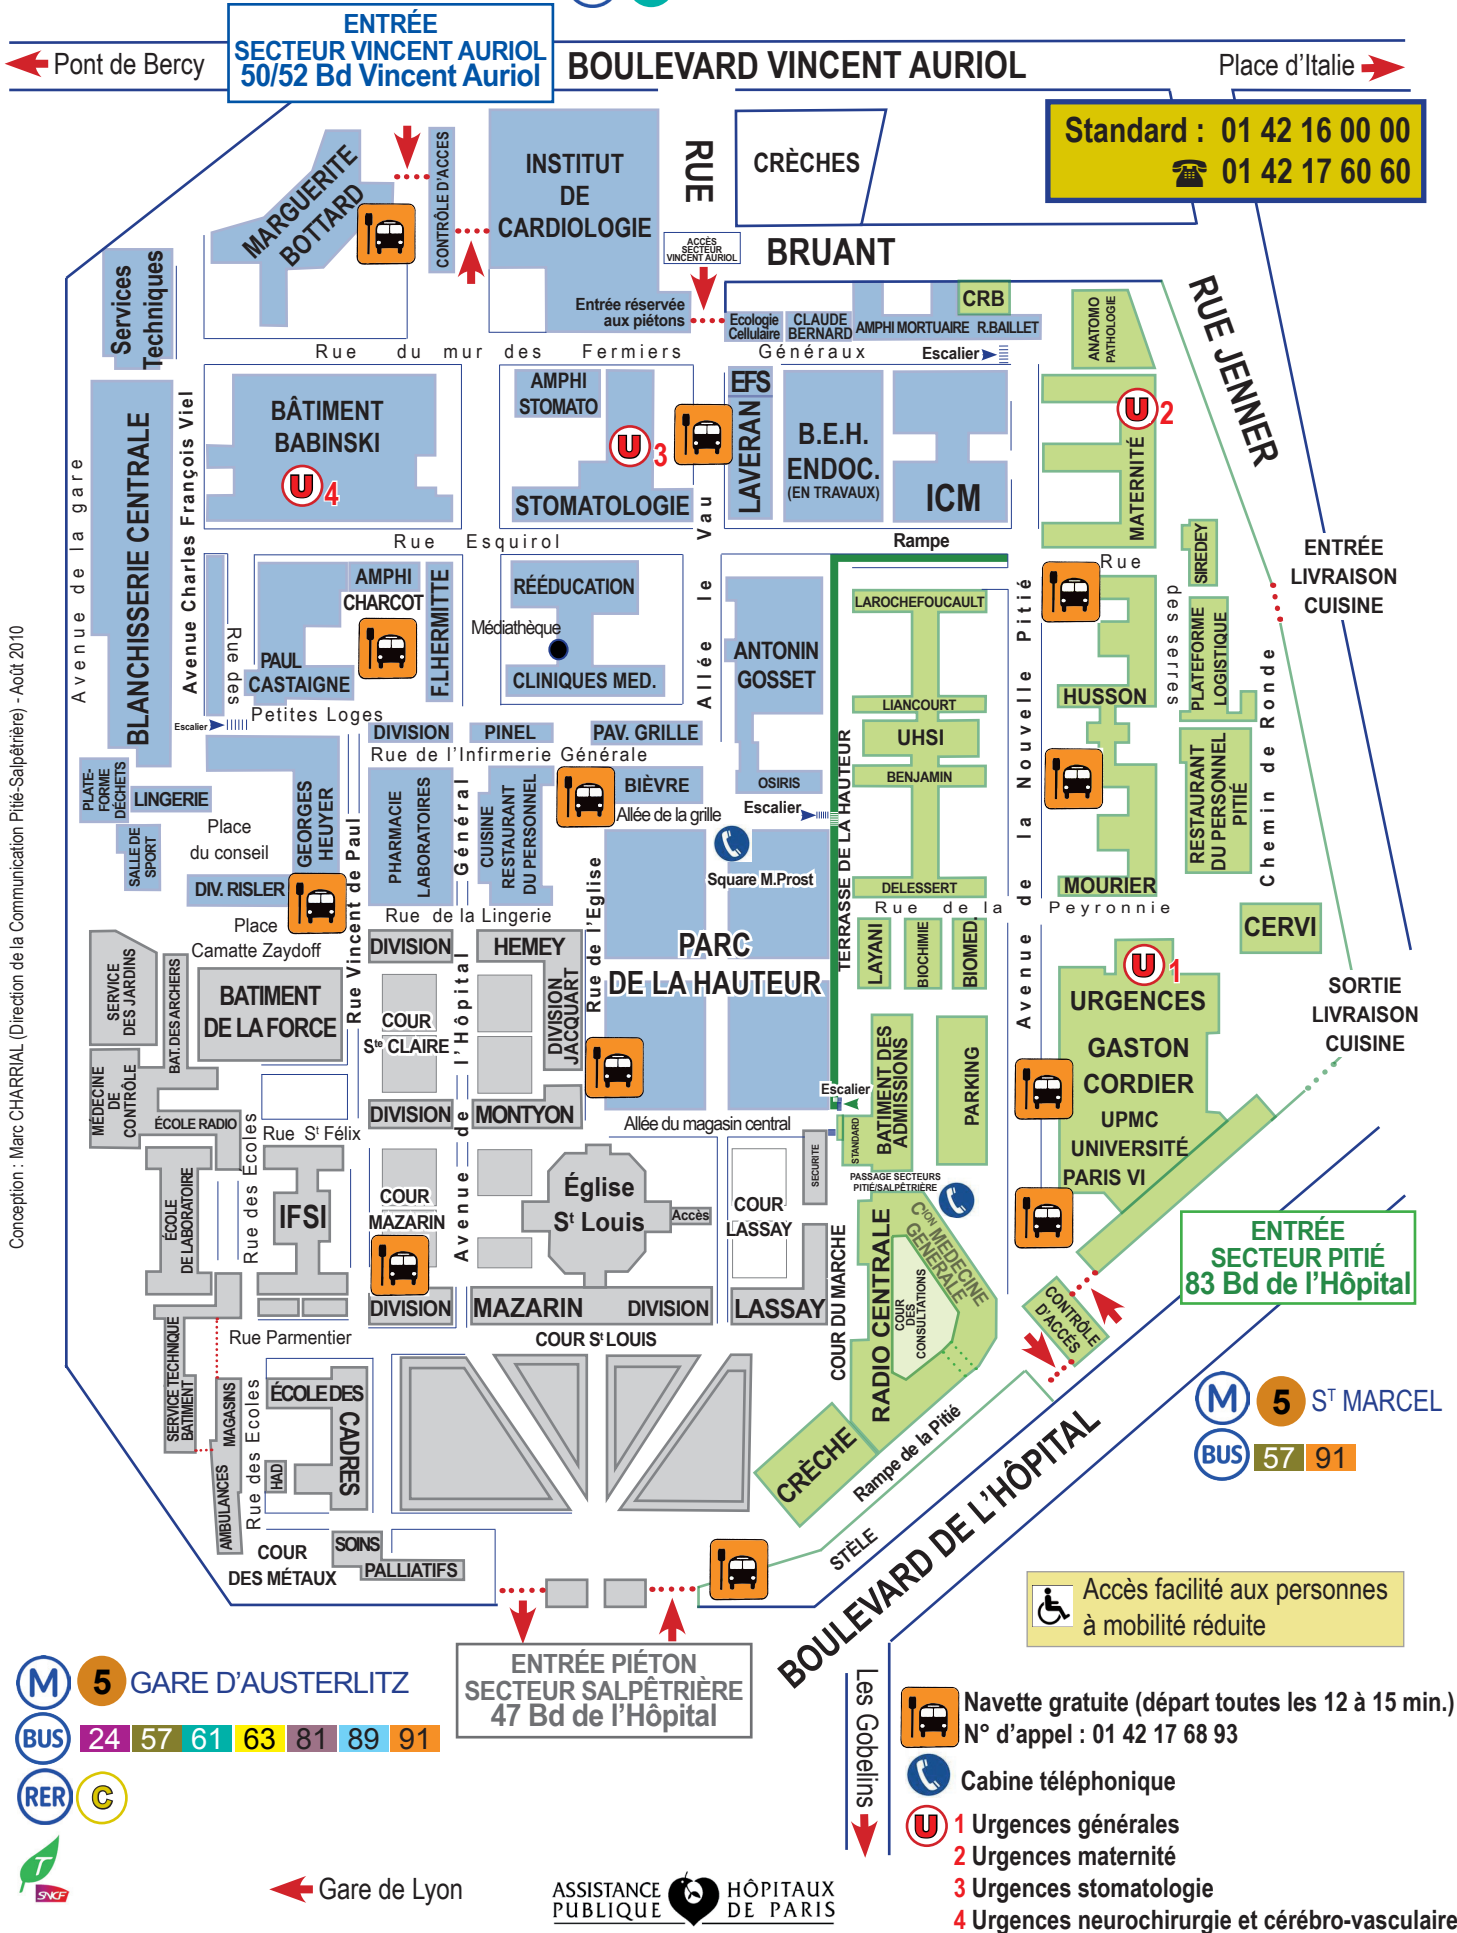 ENTRÉE
SECTEUR VINCENT AURIOL
50/52 Bd Vincent Auriol
Pont de Bercy
BOULEVARD VINCENT AURIOL
Place d'Italie
Standard : 01 42 16 00 00
01 42 17 60 60
MARGUERITE
BOTTARD
CONTRÔLE D'ACCES
INSTITUT
DE
CARDIOLOGIE
Entrée réservée
aux piétons
RUE
BRUANT
CRÈCHES
ACCÈS
SECTEUR
VINCENT AURIOL
RUE JENNER
Services
Techniques
Ecologie
Cellulaire
CLAUDE
BERNARD
AMPHI MORTUAIRE
R.BAILLET
CRB
ANATOMO
PATHOLOGIE
Rue du mur des Fermiers Généraux
Escalier
BLANCHISSERIE CENTRALE
Avenue de la gare
Avenue Charles François Viel
BÂTIMENT
BABINSKI
U 4
AMPHI
STOMATO
U 3
STOMATOLOGIE
EFS
LAVERAN
B.E.H.
ENDOC.
(EN TRAVAUX)
ICM
U 2
MATERNITÉ
Rue Esquirol
Allée le Vau
Rampe
Rue
des serres
SIREDEY
ENTRÉE
LIVRAISON
CUISINE
AMPHI
CHARCOT
PAUL
CASTAIGNE
F.LHERMITTE
RÉÉDUCATION
Médiathèque
CLINIQUES MED.
ANTONIN
GOSSET
LAROCHEFOUCAULT
LIANCOURT
UHSI
BENJAMIN
DELESSERT
HUSSON
MOURIER
PLATEFORME
LOGISTIQUE
RESTAURANT
DU PERSONNEL
PITIÉ
Chemin de Ronde
Avenue de la Nouvelle Pitié
TERRASSE DE LA HAUTEUR
Rue des
Petites Loges
Escalier
DIVISION
PINEL
PAV. GRILLE
Rue de l'Infirmerie Générale
PLATE-
FORME
DÉCHETS
LINGERIE
SALLE DE
SPORT
Place
du conseil
GEORGES
HEUYER
DIV. RISLER
Place
Camatte Zaydoff
Rue Vincent de Paul
PHARMACIE
LABORATOIRES
CUISINE
RESTAURANT
DU PERSONNEL
BIÈVRE
OSIRIS
Allée de la grille
Escalier
Square M.Prost
PARC
DE LA HAUTEUR
Rue de la Lingerie
Rue de l'Eglise
Rue de la Peyronnie
LAYANI
BIOCHIMIE
BIOMED.
CERVI
SERVICE
DES JARDINS
BAT. DES ARCHERS
BATIMENT
DE LA FORCE
DIVISION
HEMEY
DIVISION
JACQUART
COUR
Ste CLAIRE
Avenue de l'Hôpital Général
DIVISION
MONTYON
MÉDECINE
DE
CONTRÔLE
ÉCOLE RADIO
Rue St Félix
Rue des Ecoles
ÉCOLE
DE LABORATOIRE
IFSI
COUR
MAZARIN
Église
St Louis
Accès
Allée du magasin central
SECURITE
COUR
LASSAY
Escalier
STANDARD
BATIMENT DES
ADMISSIONS
PARKING
PASSAGE SECTEURS
PITIÉ/SALPÊTRIÈRE
U 1
URGENCES
GASTON
CORDIER
UPMC
UNIVERSITÉ
PARIS VI
SORTIE
LIVRAISON
CUISINE
ENTRÉE
SECTEUR PITIÉ
83 Bd de l'Hôpital
CONTRÔLE
D'ACCÉS
CION MEDECINE
GENERALE
COUR
DES
CONSULTATIONS
RADIO CENTRALE
COUR DU MARCHE
DIVISION
MAZARIN
DIVISION
LASSAY
COUR St LOUIS
Rue Parmentier
SERVICE TECHNIQUE
BATIMENT
MAGASINS
AMBULANCES
Rue des Ecoles
ÉCOLE DES
CADRES
HAD
COUR
DES MÉTAUX
SOINS
PALLIATIFS
CRÈCHE
Rampe de la Pitié
STÈLE
BOULEVARD DE L'HÔPITAL
M 5 ST MARCEL
BUS 57 91
Accès facilité aux personnes
à mobilité réduite
ENTRÉE PIÉTON
SECTEUR SALPÊTRIÈRE
47 Bd de l'Hôpital
M 5 GARE D'AUSTERLITZ
BUS 24 57 61 63 81 89 91
RER C
T
SNCF
Gare de Lyon
ASSISTANCE
PUBLIQUE
HÔPITAUX
DE PARIS
Les Gobelins
Navette gratuite (départ toutes les 12 à 15 min.)
N° d'appel : 01 42 17 68 93
Cabine téléphonique
U 1 Urgences générales
2 Urgences maternité
3 Urgences stomatologie
4 Urgences neurochirurgie et cérébro-vasculaire
Conception : Marc CHARRIAL (Direction de la Communication Pitié-Salpêtrière) - Août 2010